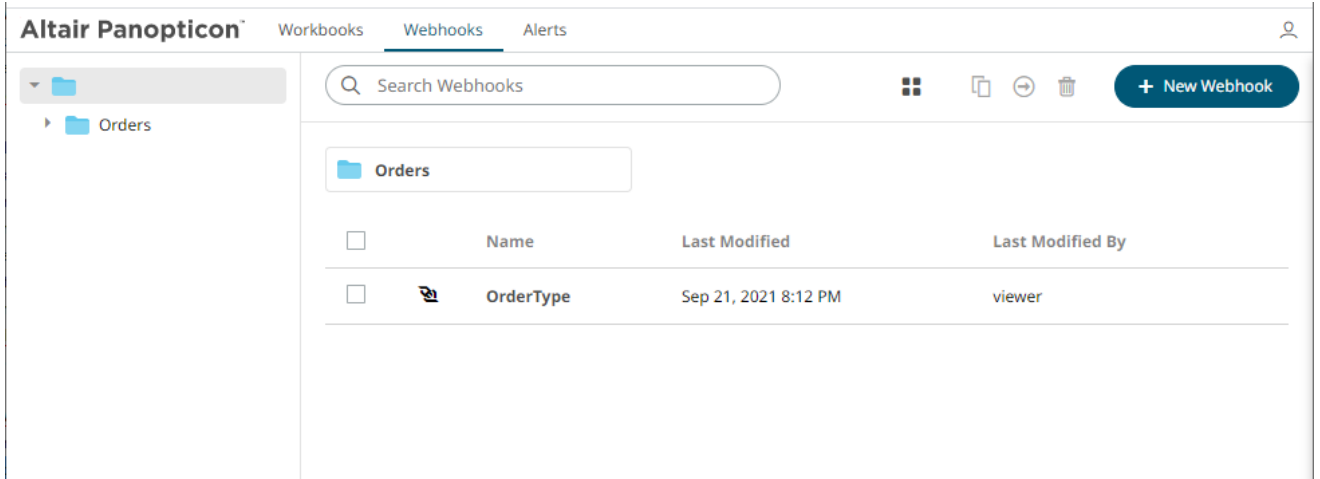 Altair Panopticon™ Workbooks Webhooks Alerts
Search Webhooks + New Webhook
Orders
Orders
Name Last Modified Last Modified By
OrderType Sep 21, 2021 8:12 PM viewer